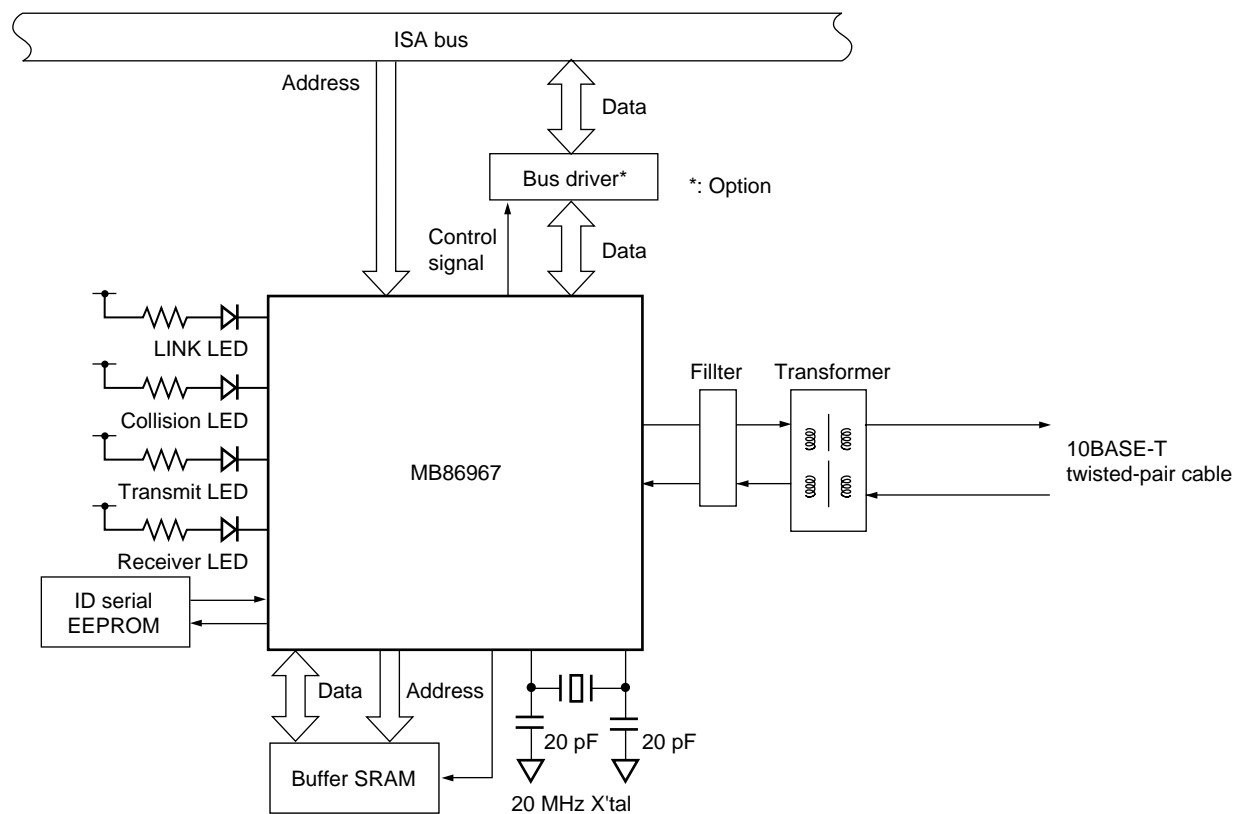 ISA bus
Address
Data
Bus driver*
*: Option
Control
signal
Data
LINK LED
Collision LED
Transmit LED
Receiver LED
MB86967
Fillter
Transformer
10BASE-T
twisted-pair cable
ID serial
EEPROM
Data
Address
20 pF
20 pF
Buffer SRAM
20 MHz X'tal